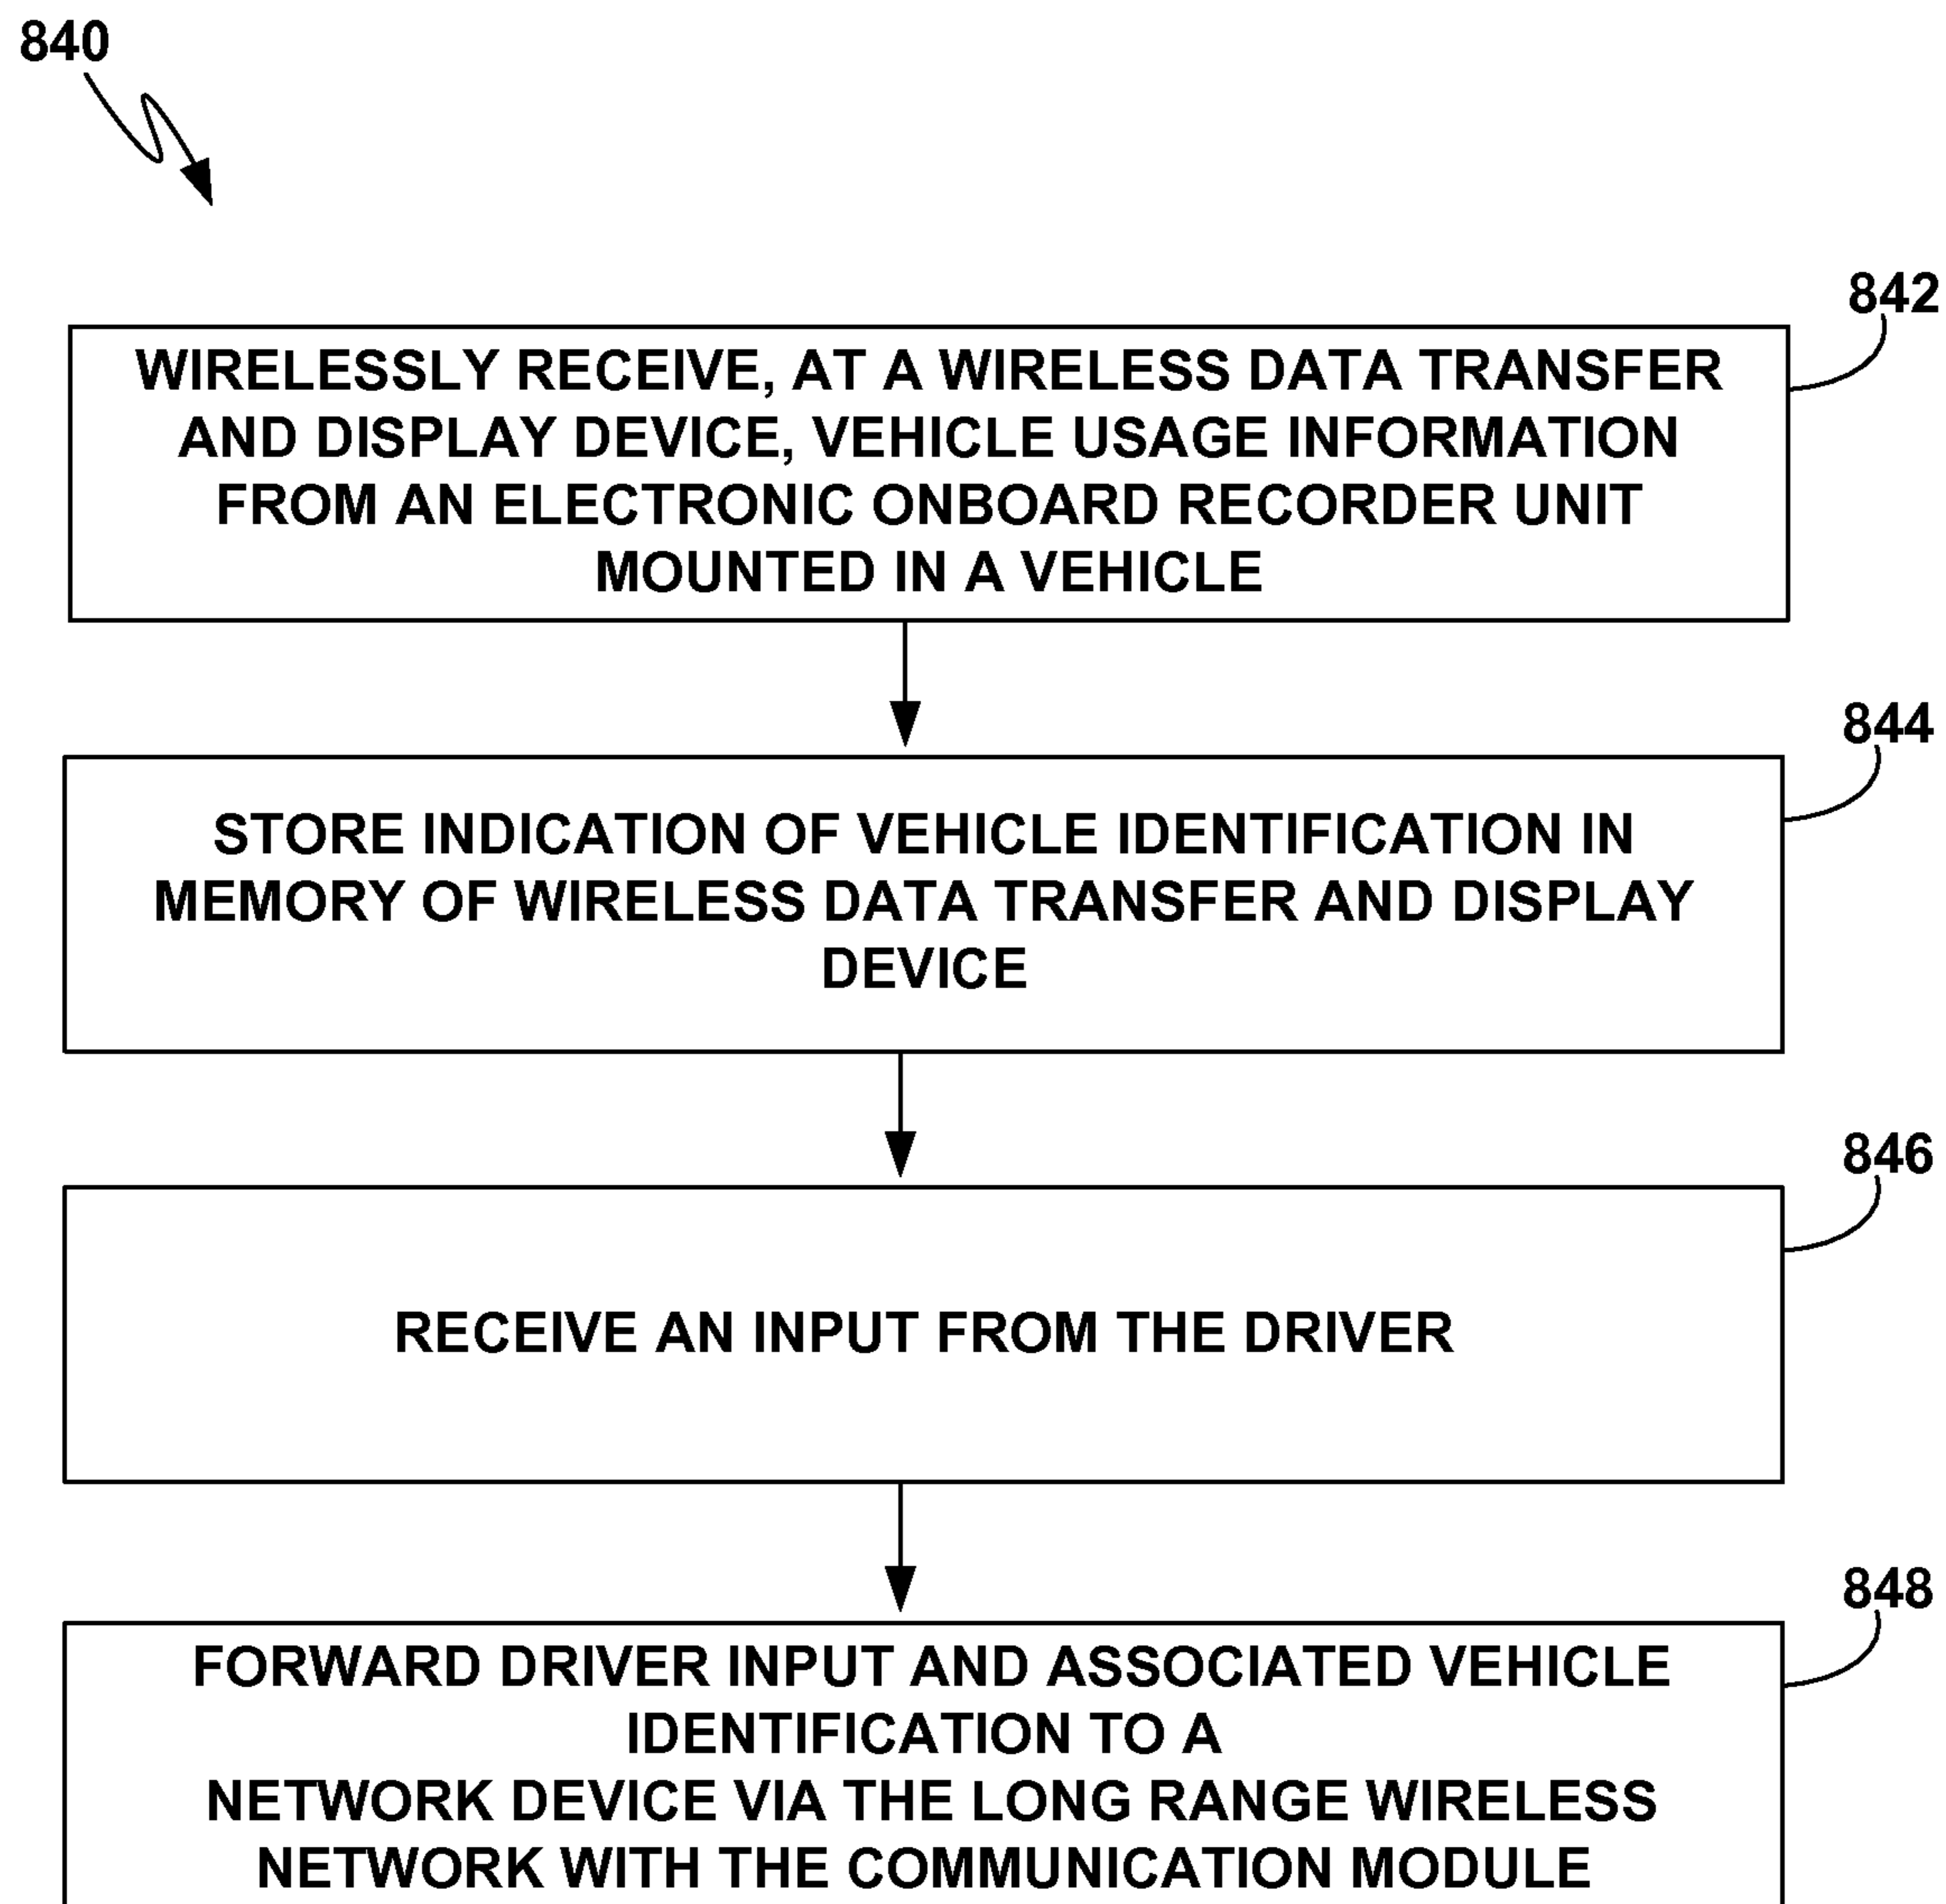 840
842
WIRELESSLY RECEIVE, AT A WIRELESS DATA TRANSFER
AND DISPLAY DEVICE, VEHICLE USAGE INFORMATION
FROM AN ELECTRONIC ONBOARD RECORDER UNIT
MOUNTED IN A VEHICLE
844
STORE INDICATION OF VEHICLE IDENTIFICATION IN
MEMORY OF WIRELESS DATA TRANSFER AND DISPLAY
DEVICE
846
RECEIVE AN INPUT FROM THE DRIVER
848
FORWARD DRIVER INPUT AND ASSOCIATED VEHICLE
IDENTIFICATION TO A
NETWORK DEVICE VIA THE LONG RANGE WIRELESS
NETWORK WITH THE COMMUNICATION MODULE